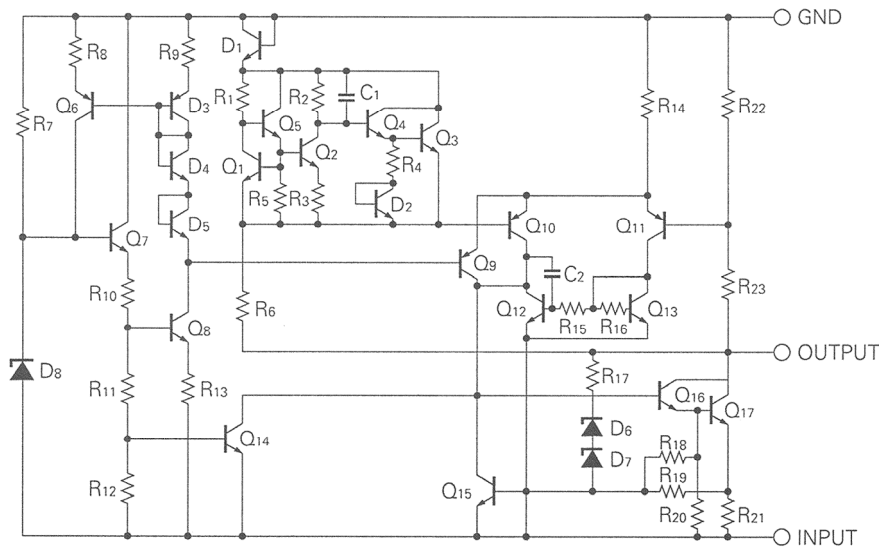 GND
D1
R8
R9
R1
R2
C1
R14
R22
Q6
D3
Q5
Q4
Q3
R7
Q1
Q2
R4
D4
R5
R3
D2
D5
Q10
Q11
Q7
Q9
C2
R23
R10
Q8
R6
Q12
Q13
R15
R16
OUTPUT
D8
R11
R13
R17
Q16
Q17
D6
Q14
R18
D7
R12
Q15
R19
R20
R21
INPUT